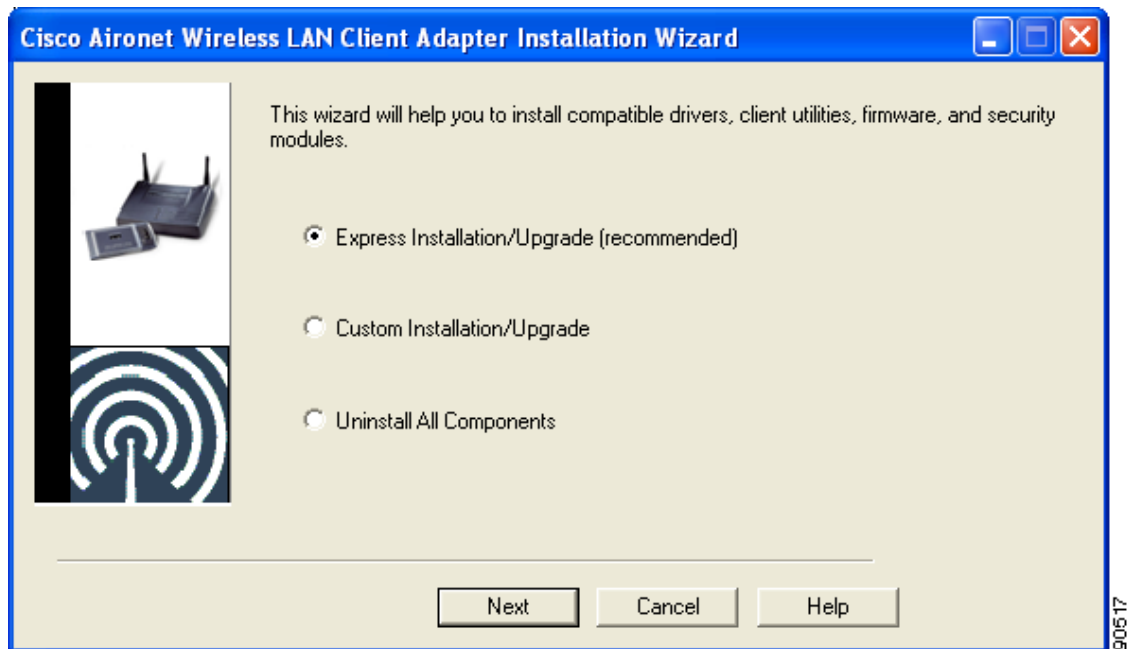 Cisco Aironet Wireless LAN Client Adapter Installation Wizard
This wizard will help you to install compatible drivers, client utilities, firmware, and security
modules.
Express Installation/Upgrade (recommended)
Custom Installation/Upgrade
Uninstall All Components
Next Cancel Help
90517